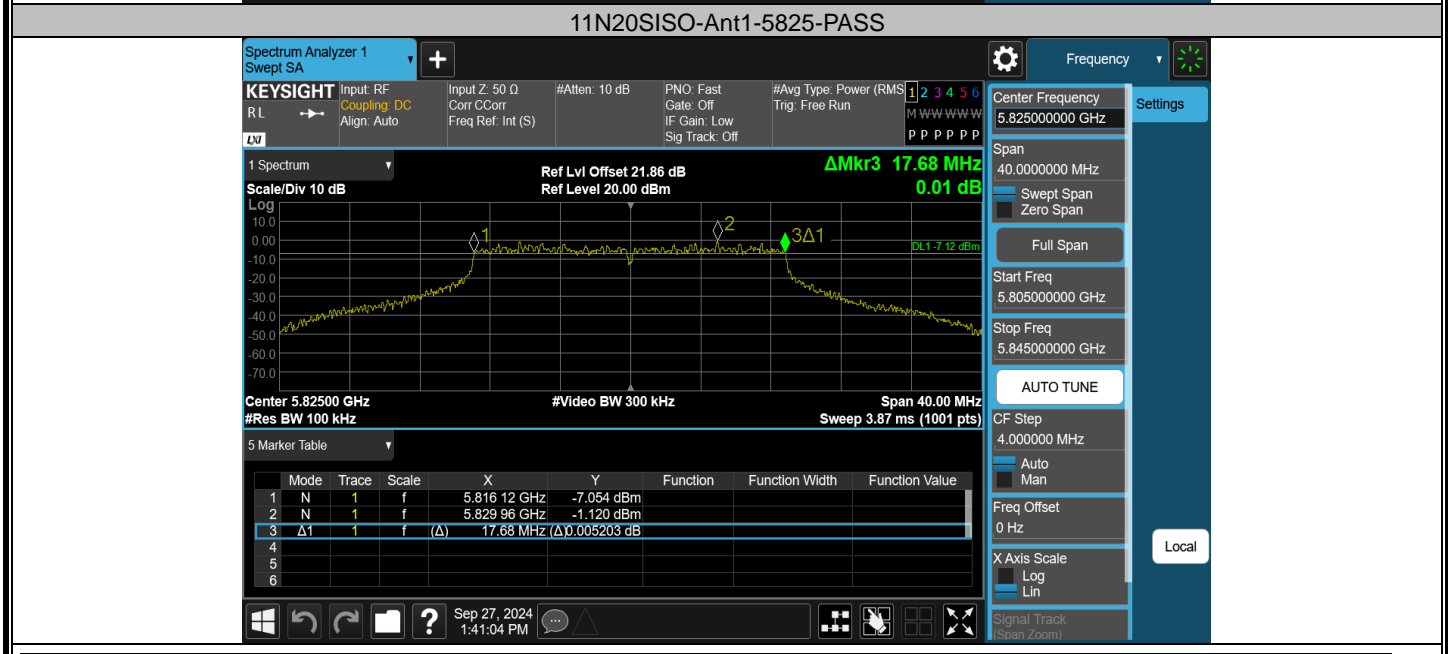 11N20SISO-Ant1-5825-PASS
Spectrum Analyzer 1
Swept SA
Frequency
KEYSIGHT
RL
LXI
Input: RF
Coupling: DC
Align: Auto
Input Z: 50 Ω
Corr CCorr
Freq Ref: Int (S)
#Atten: 10 dB
PNO: Fast
Gate: Off
IF Gain: Low
Sig Track: Off
#Avg Type: Power (RMS
Trig: Free Run
1 2 3 4 5 6
M W W W W W
P P P P P P
Center Frequency
5.825000000 GHz
Settings
Span
40.0000000 MHz
Swept Span
Zero Span
Full Span
Start Freq
5.805000000 GHz
Stop Freq
5.845000000 GHz
AUTO TUNE
CF Step
4.000000 MHz
Auto
Man
Freq Offset
0 Hz
X Axis Scale
Log
Lin
Signal Track
(Span Zoom)
Local
1 Spectrum
Scale/Div 10 dB
Ref Lvl Offset 21.86 dB
Ref Level 20.00 dBm
ΔMkr3 17.68 MHz
0.01 dB
Log
10.0
0.00
-10.0
-20.0
-30.0
-40.0
-50.0
-60.0
-70.0
1
2
3Δ1
DL1 -7.12 dBm
Center 5.82500 GHz
#Video BW 300 kHz
Span 40.00 MHz
#Res BW 100 kHz
Sweep 3.87 ms (1001 pts)
5 Marker Table
Mode Trace Scale X Y Function Function Width Function Value
1 N 1 f 5.816 12 GHz -7.054 dBm
2 N 1 f 5.829 96 GHz -1.120 dBm
3 Δ1 1 f (Δ) 17.68 MHz (Δ)0.005203 dB
4
5
6
Sep 27, 2024
1:41:04 PM